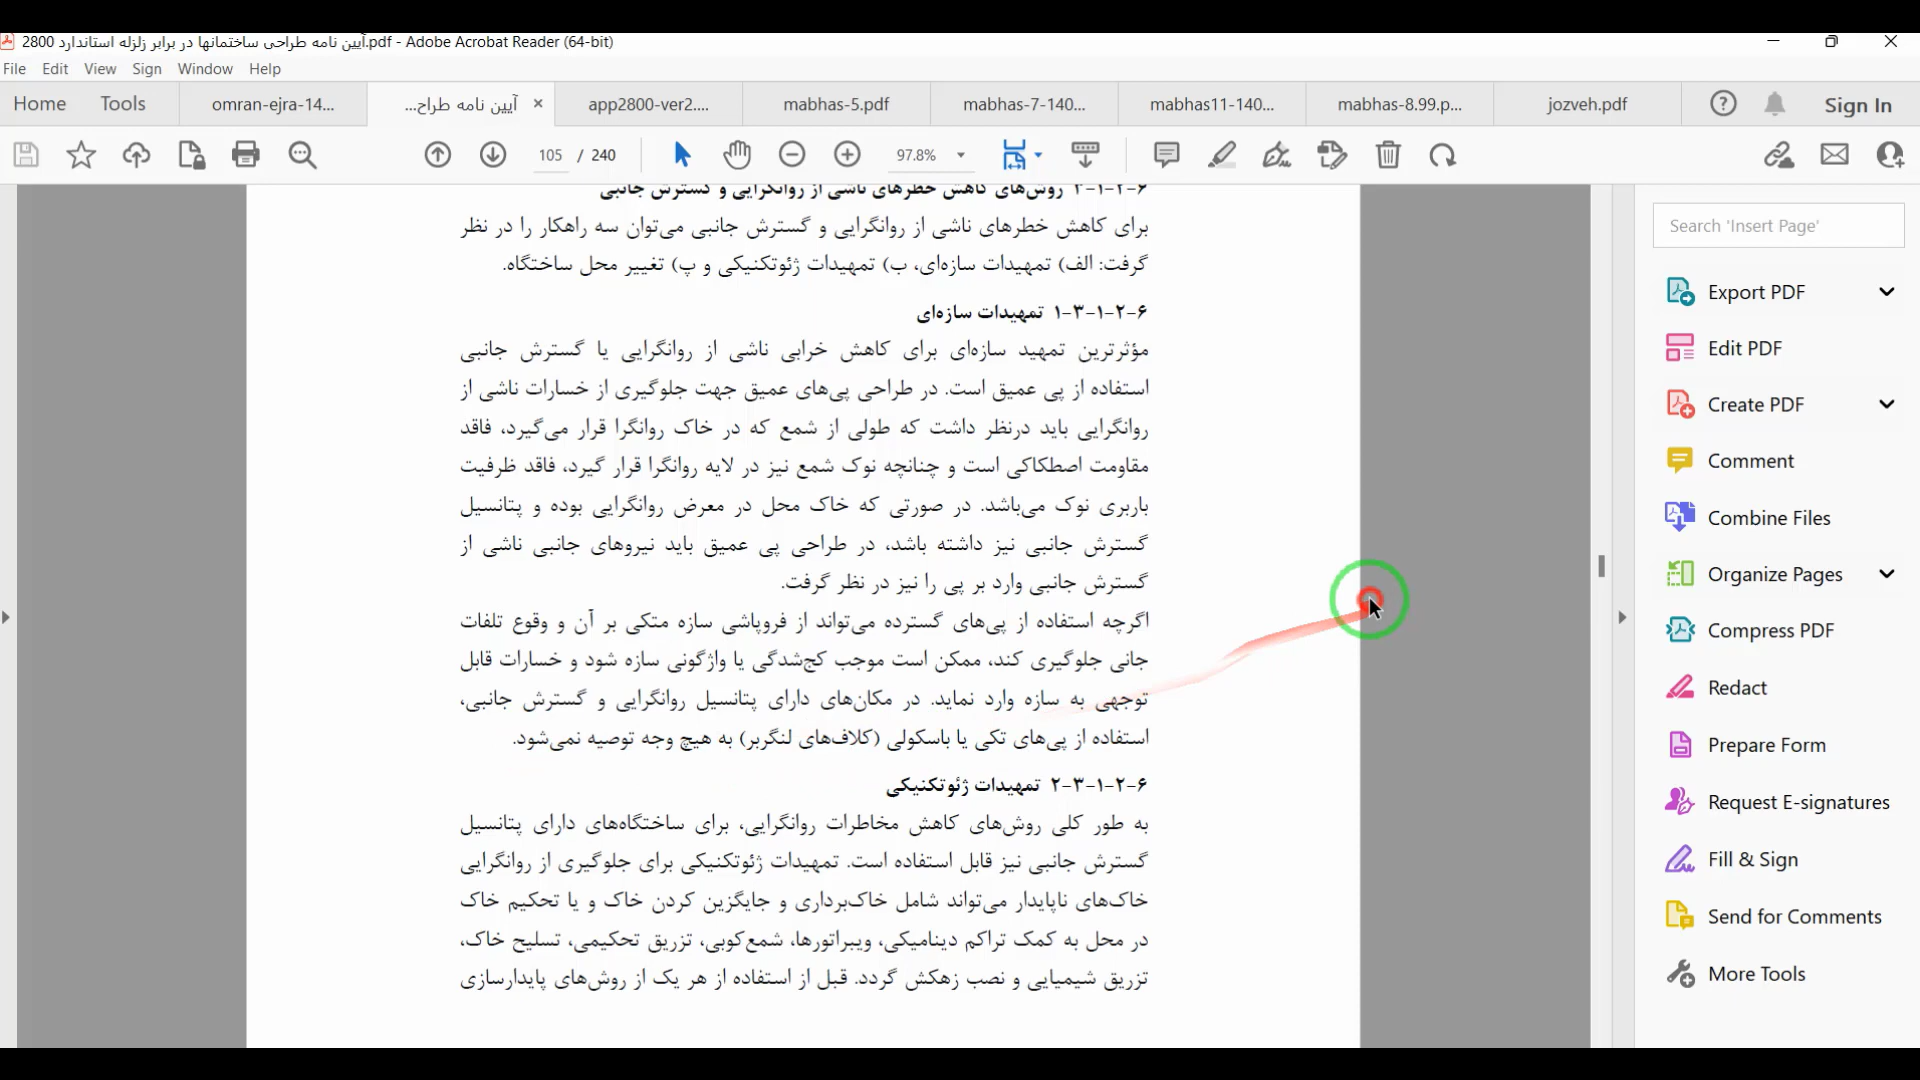 آیین نامه طراحی ساختمانها در برابر زلزله استاندارد 2800.pdf - Adobe Acrobat Reader (64-bit)
File Edit View Sign Window Help
Home Tools omran-ejra-14... آیین نامه طراح... app2800-ver2.... mabhas-5.pdf mabhas-7-140... mabhas11-140... mabhas-8.99.p... jozveh.pdf Sign In
105 / 240 97.8%
۶-۲-۱-۳ روش‌های کاهش خطرهای ناشی از روانگرایی و گسترش جانبی
برای کاهش خطرهای ناشی از روانگرایی و گسترش جانبی می‌توان سه راهکار را در نظر
گرفت: الف) تمهیدات سازه‌ای، ب) تمهیدات ژئوتکنیکی و پ) تغییر محل ساختگاه.
۶-۲-۱-۳-۱ تمهیدات سازه‌ای
مؤثرترین تمهید سازه‌ای برای کاهش خرابی ناشی از روانگرایی یا گسترش جانبی
استفاده از پی عمیق است. در طراحی پی‌های عمیق جهت جلوگیری از خسارات ناشی از
روانگرایی باید درنظر داشت که طولی از شمع که در خاک روانگرا قرار می‌گیرد، فاقد
مقاومت اصطکاکی است و چنانچه نوک شمع نیز در لایه روانگرا قرار گیرد، فاقد ظرفیت
باربری نوک می‌باشد. در صورتی که خاک محل در معرض روانگرایی بوده و پتانسیل
گسترش جانبی نیز داشته باشد، در طراحی پی عمیق باید نیروهای جانبی ناشی از
گسترش جانبی وارد بر پی را نیز در نظر گرفت.
اگرچه استفاده از پی‌های گسترده می‌تواند از فروپاشی سازه متکی بر آن و وقوع تلفات
جانی جلوگیری کند، ممکن است موجب کج‌شدگی یا واژگونی سازه شود و خسارات قابل
توجهی به سازه وارد نماید. در مکان‌های دارای پتانسیل روانگرایی و گسترش جانبی،
استفاده از پی‌های تکی یا باسکولی (کلاف‌های لنگربر) به هیچ وجه توصیه نمی‌شود.
۶-۲-۱-۳-۲ تمهیدات ژئوتکنیکی
به طور کلی روش‌های کاهش مخاطرات روانگرایی، برای ساختگاه‌های دارای پتانسیل
گسترش جانبی نیز قابل استفاده است. تمهیدات ژئوتکنیکی برای جلوگیری از روانگرایی
خاک‌های ناپایدار می‌تواند شامل خاک‌برداری و جایگزین کردن خاک و یا تحکیم خاک
در محل به کمک تراکم دینامیکی، ویبراتورها، شمع‌کوبی، تزریق تحکیمی، تسلیح خاک،
تزریق شیمیایی و نصب زهکش گردد. قبل از استفاده از هر یک از روش‌های پایدارسازی
Search 'Insert Page'
Export PDF
Edit PDF
Create PDF
Comment
Combine Files
Organize Pages
Compress PDF
Redact
Prepare Form
Request E-signatures
Fill & Sign
Send for Comments
More Tools